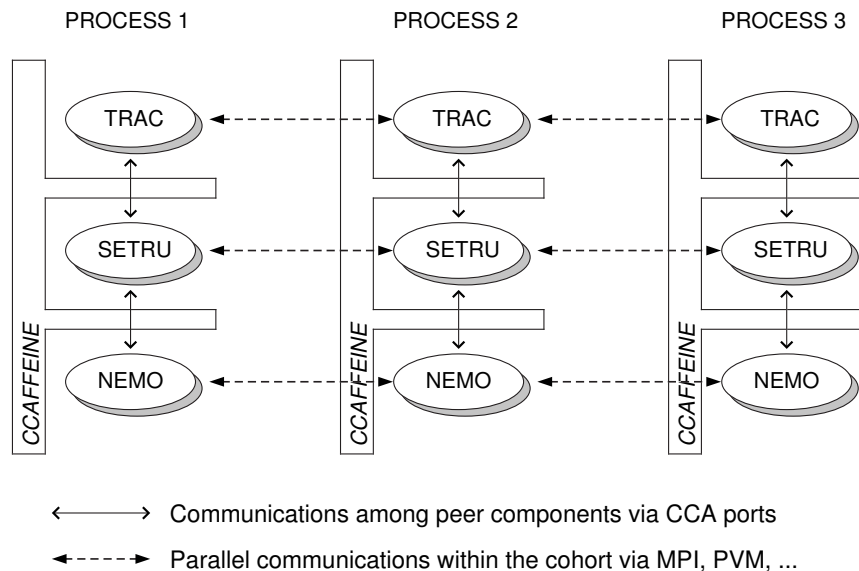 PROCESS 1 PROCESS 2 PROCESS 3
TRAC TRAC TRAC
SETRU SETRU SETRU
NEMO NEMO NEMO
CCAFFEINE CCAFFEINE CCAFFEINE
Communications among peer components via CCA ports
Parallel communications within the cohort via MPI, PVM, ...